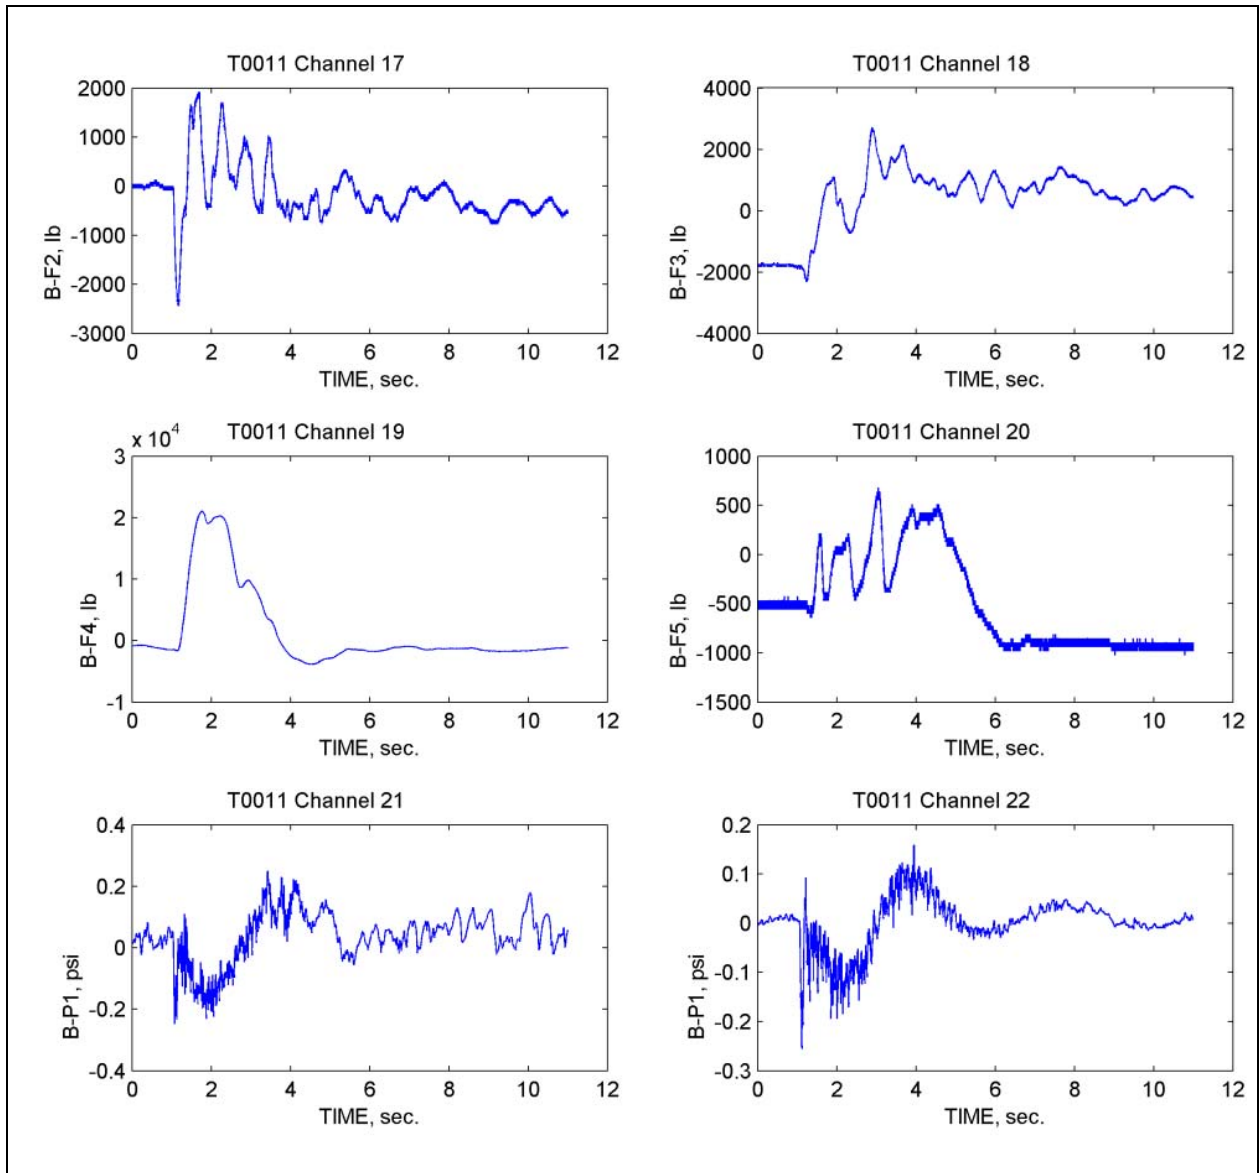 T0011 Channel 17
2000
1000
0
-1000
-2000
-3000
B-F2, lb
0 2 4 6 8 10 12
TIME, sec.
T0011 Channel 18
4000
2000
0
-2000
-4000
B-F3, lb
0 2 4 6 8 10 12
TIME, sec.
T0011 Channel 19
x 10^4
3
2
1
0
-1
B-F4, lb
0 2 4 6 8 10 12
TIME, sec.
T0011 Channel 20
1000
500
0
-500
-1000
-1500
B-F5, lb
0 2 4 6 8 10 12
TIME, sec.
T0011 Channel 21
0.4
0.2
0
-0.2
-0.4
B-P1, psi
0 2 4 6 8 10 12
TIME, sec.
T0011 Channel 22
0.2
0.1
0
-0.1
-0.2
-0.3
B-P1, psi
0 2 4 6 8 10 12
TIME, sec.